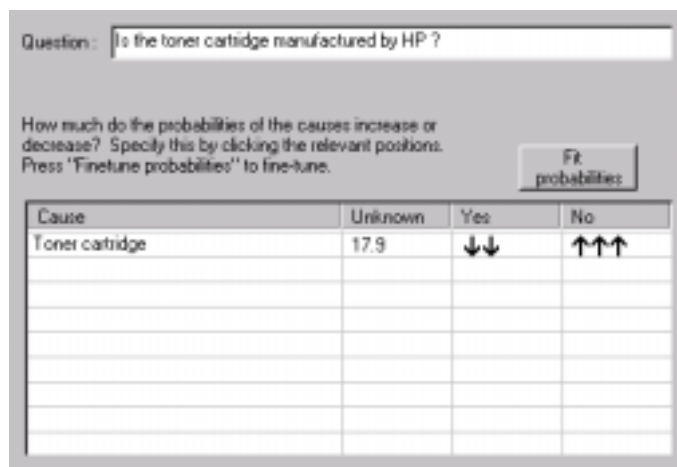 Question : Is the toner cartridge manufactured by HP ?
How much do the probabilities of the causes increase or
decrease? Specify this by clicking the relevant positions.
Press "Finetune probabilities" to fine-tune.
Fit
probabilities
Cause Unknown Yes No
Toner cartridge 17.9 ↓↓ ↑↑↑